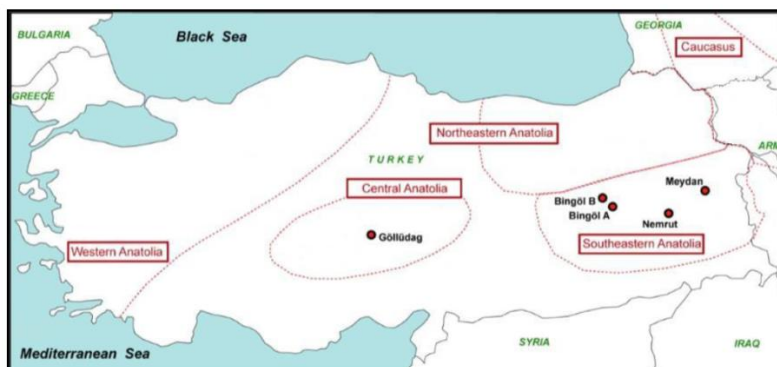 BULGARIA
Black Sea
GEORGIA
Caucasus
GREECE
Northeastern Anatolia
ARM
TURKEY
Meydan
Central Anatolia
Bingöl B
Bingöl A
Nemrut
Göllüdag
Western Anatolia
Southeastern Anatolia
SYRIA
IRAQ
Mediterranean Sea